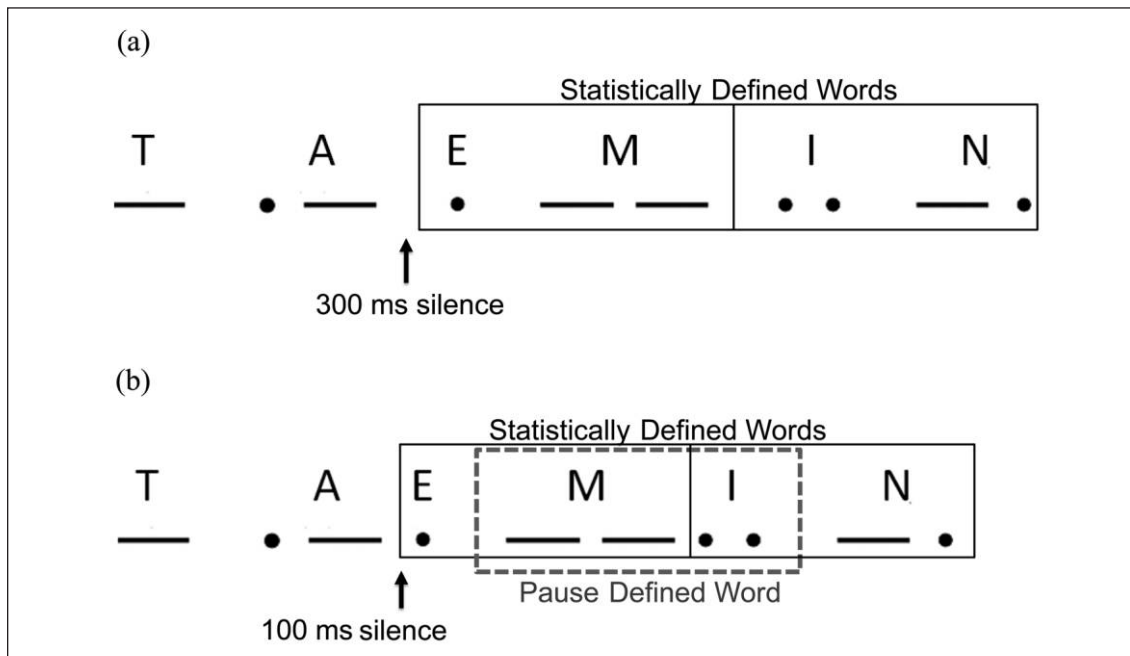 (a)
Statistically Defined Words
T A E M I N
300 ms silence
(b)
Statistically Defined Words
T A E M I N
Pause Defined Word
100 ms silence